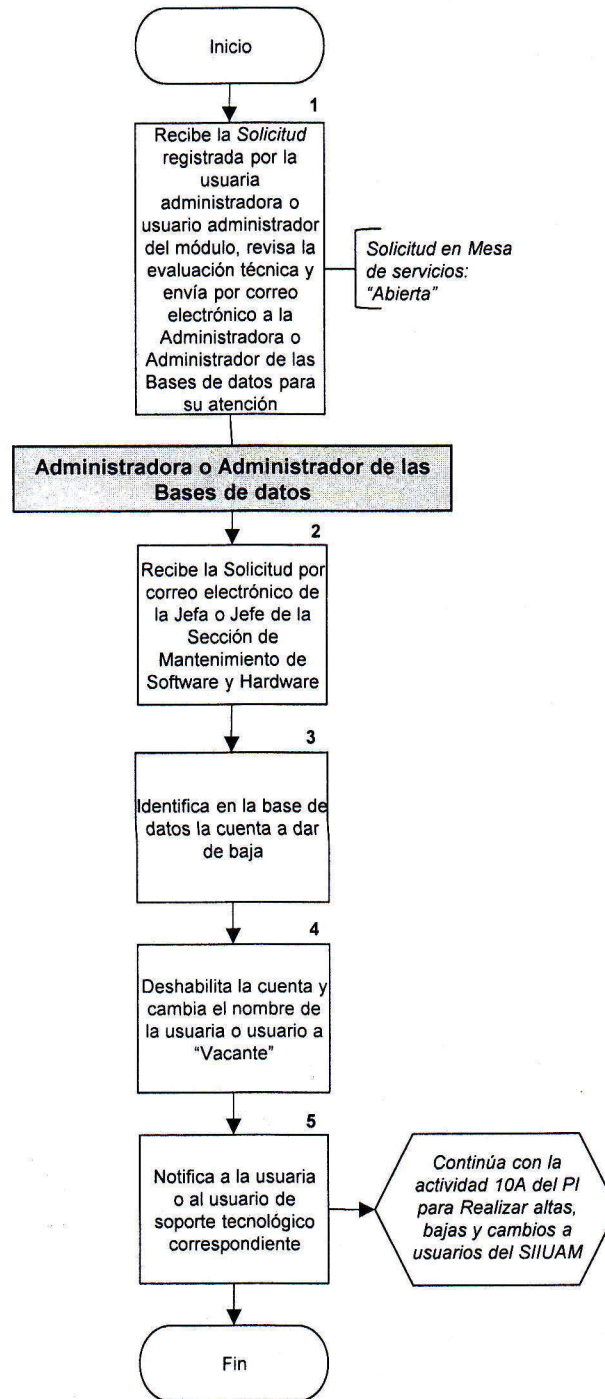 Inicio
1
Recibe la Solicitud
registrada por la
usuaria
administradora o
usuario administrador
del módulo, revisa la
evaluación técnica y
envía por correo
electrónico a la
Administradora o
Administrador de las
Bases de datos para
su atención
Solicitud en Mesa
de servicios:
“Abierta”
Administradora o Administrador de las
Bases de datos
2
Recibe la Solicitud por
correo electrónico de
la Jefa o Jefe de la
Sección de
Mantenimiento de
Software y Hardware
3
Identifica en la base de
datos la cuenta a dar
de baja
4
Deshabilita la cuenta y
cambia el nombre de
la usuaria o usuario a
“Vacante”
5
Notifica a la usuaria
o al usuario de
soporte tecnológico
correspondiente
Continúa con la
actividad 10A del PI
para Realizar altas,
bajas y cambios a
usuarios del SIIUAM
Fin